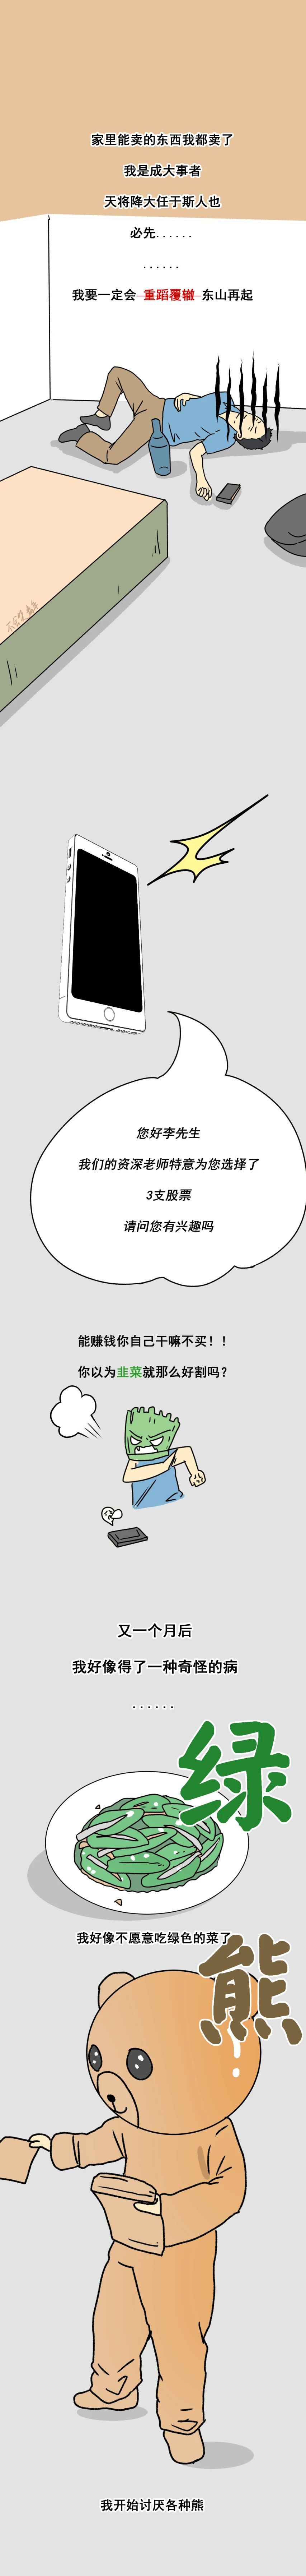 家里能卖的东西我都卖了
我是成大事者
天将降大任于斯人也
必先......
......
我要一定会 重蹈覆辙 东山再起
您好李先生
我们的资深老师特意为您选择了
3支股票
请问您有兴趣吗
能赚钱你自己干嘛不买！！
你以为韭菜就那么好割吗？
又一个月后
我好像得了一种奇怪的病
......
绿
我好像不愿意吃绿色的菜了
熊
我开始讨厌各种熊